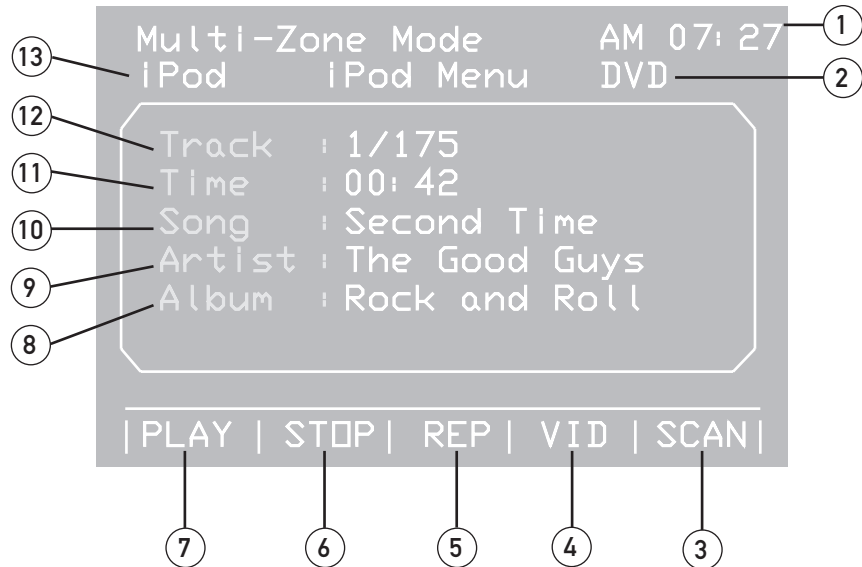 Multi-Zone Mode AM 07:27 1
13 iPod iPod Menu DVD 2
12 Track : 1/175
11 Time : 00:42
10 Song : Second Time
9 Artist : The Good Guys
8 Album : Rock and Roll
|PLAY | STOP| REP| VID | SCAN|
7 6 5 4 3